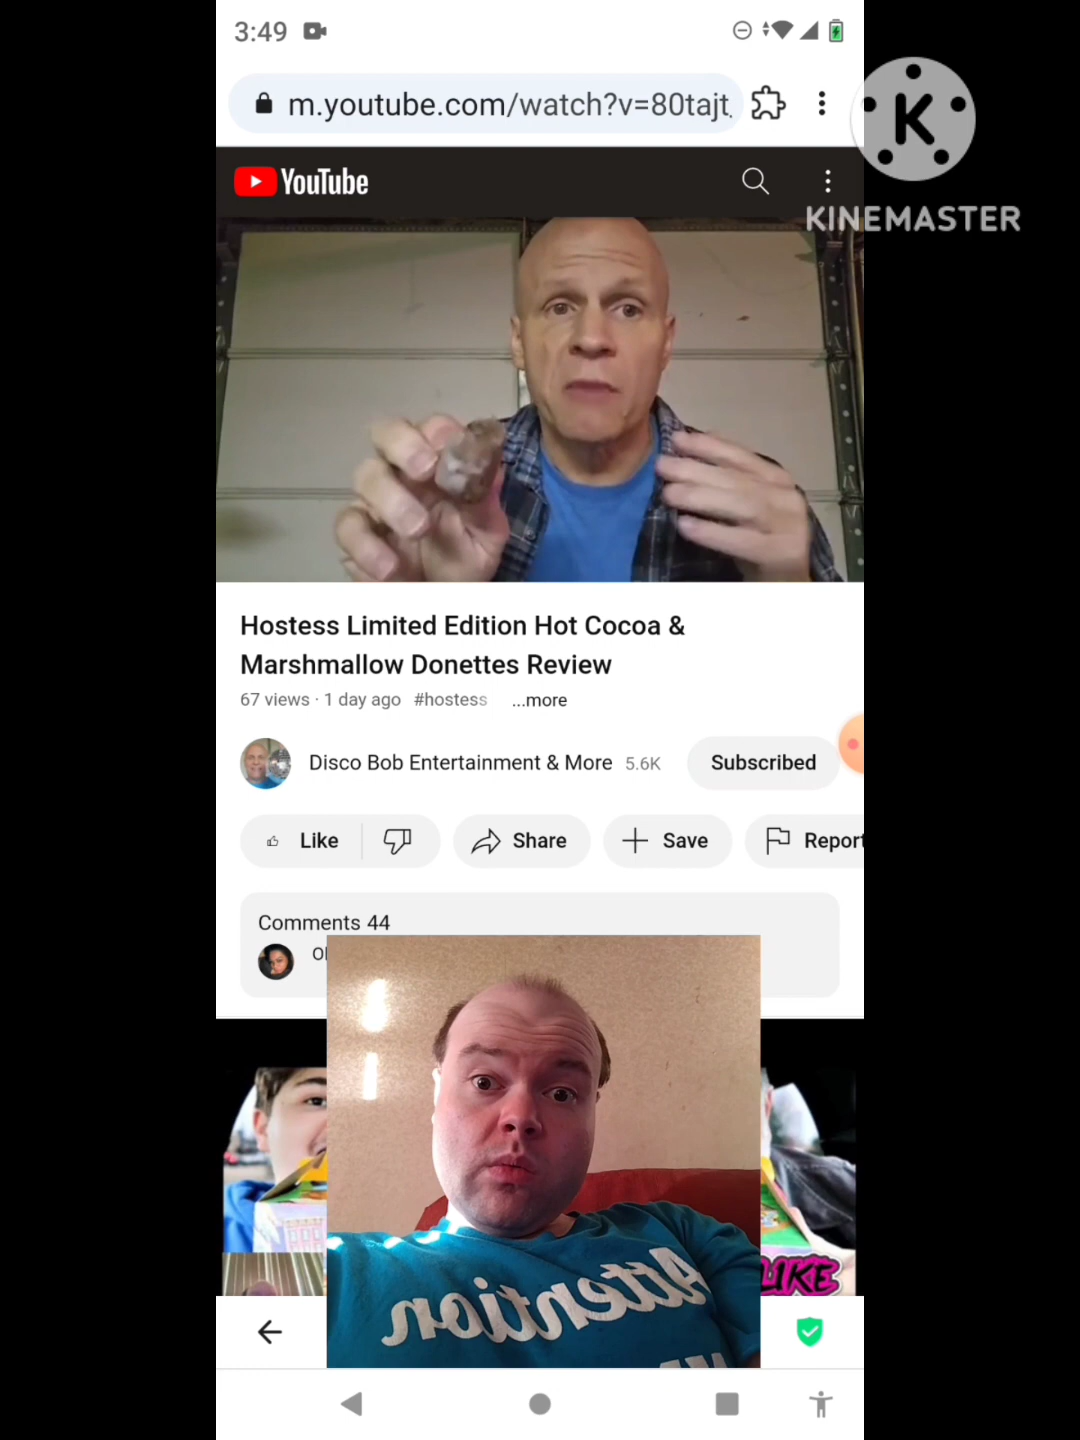 3:49
m.youtube.com/watch?v=80tajt
K
KINEMASTER
YouTube
Hostess Limited Edition Hot Cocoa &
Marshmallow Donettes Review
67 views · 1 day ago #hostess ...more
Disco Bob Entertainment & More 5.6K Subscribed
Like Share Save Report
Comments 44
LIKE
Attention